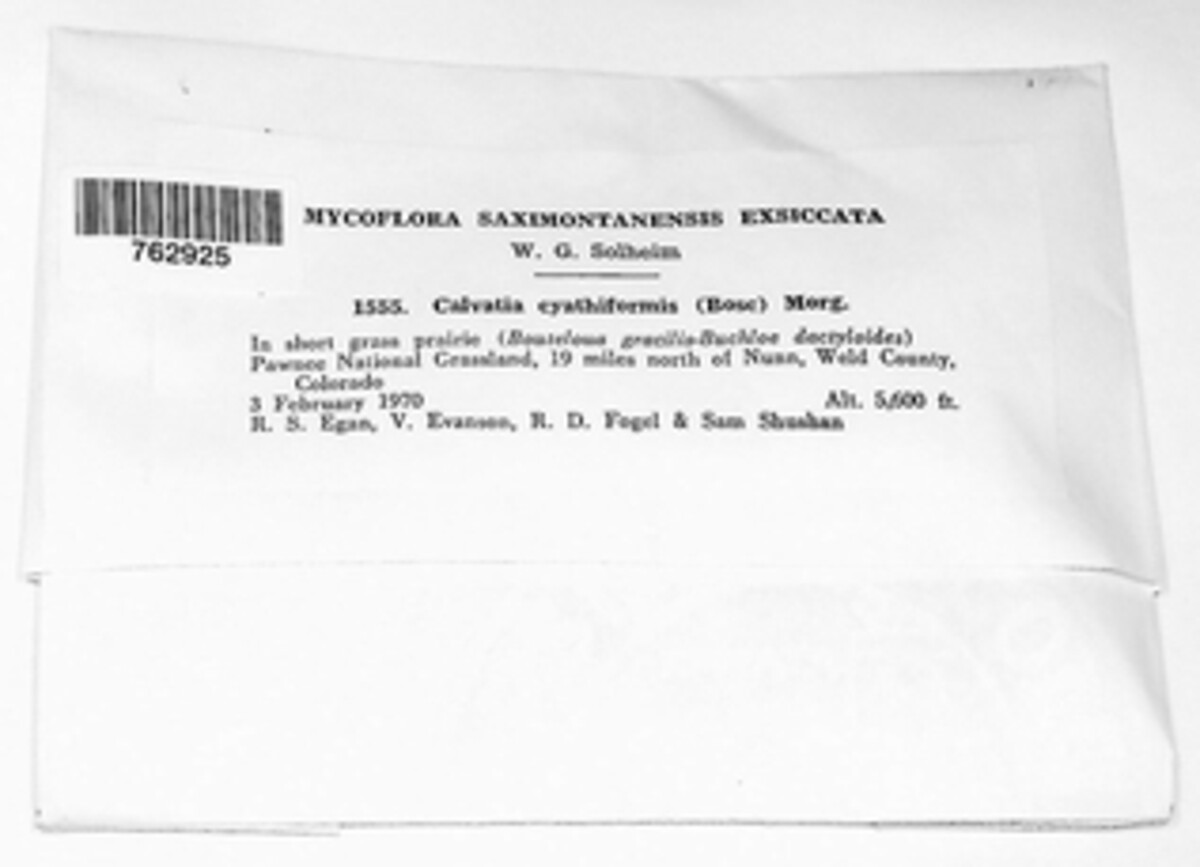 762925
MYCOFLORA SAXIMONTANENSIS EXSICCATA
W. G. Solheim
1555. Calvatia cyathiformis (Bosc) Morg.
In short grass prairie (Bouteloua gracilis-Buchloe dactyloides)
Pawnee National Grassland, 19 miles north of Nunn, Weld County,
Colorado
3 February 1970 Alt. 5,600 ft.
R. S. Egan, V. Evanson, R. D. Fogel & Sam Shushan